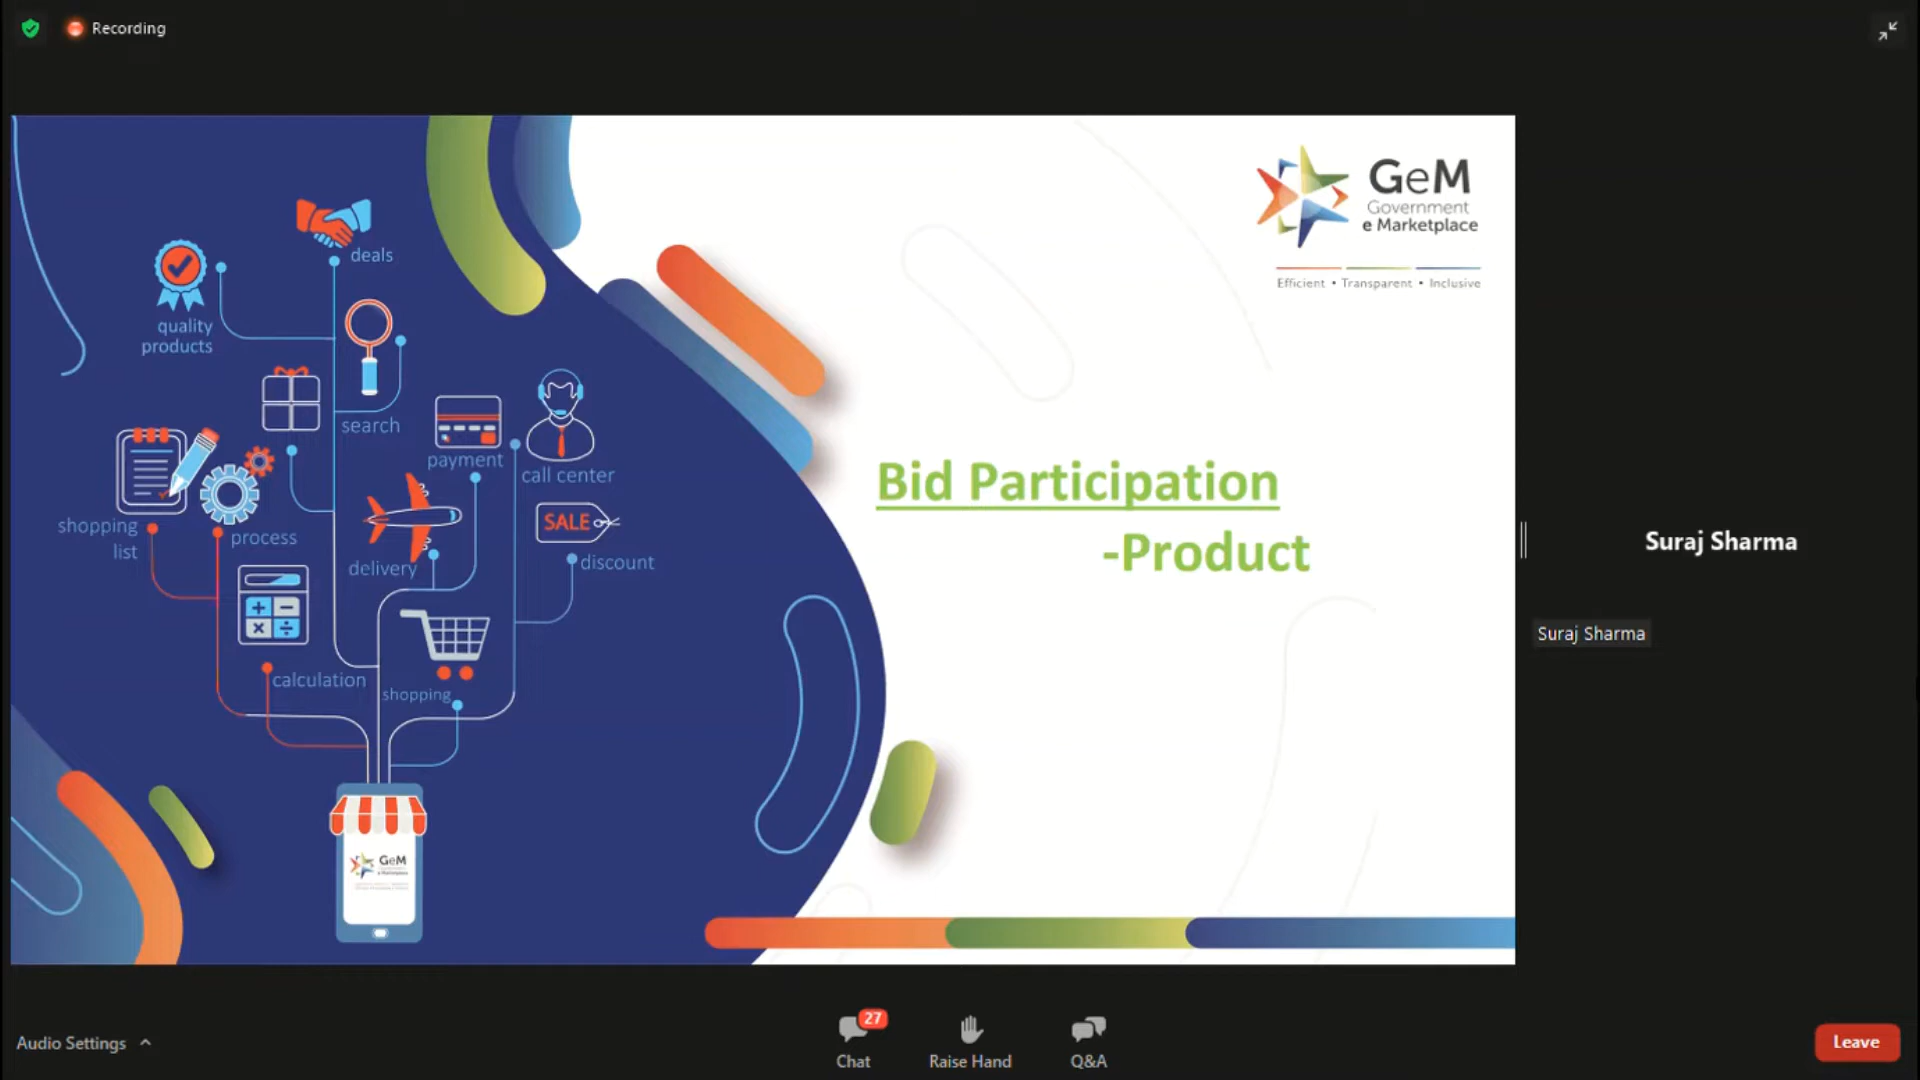 Recording
GeM
Government
e Marketplace
Efficient • Transparent • Inclusive
deals
quality
products
search
payment
call center
shopping
list
process
SALE
delivery
discount
calculation
shopping
GeM
Bid Participation
-Product
Suraj Sharma
Suraj Sharma
Audio Settings
27
Chat
Raise Hand
Q&A
Leave